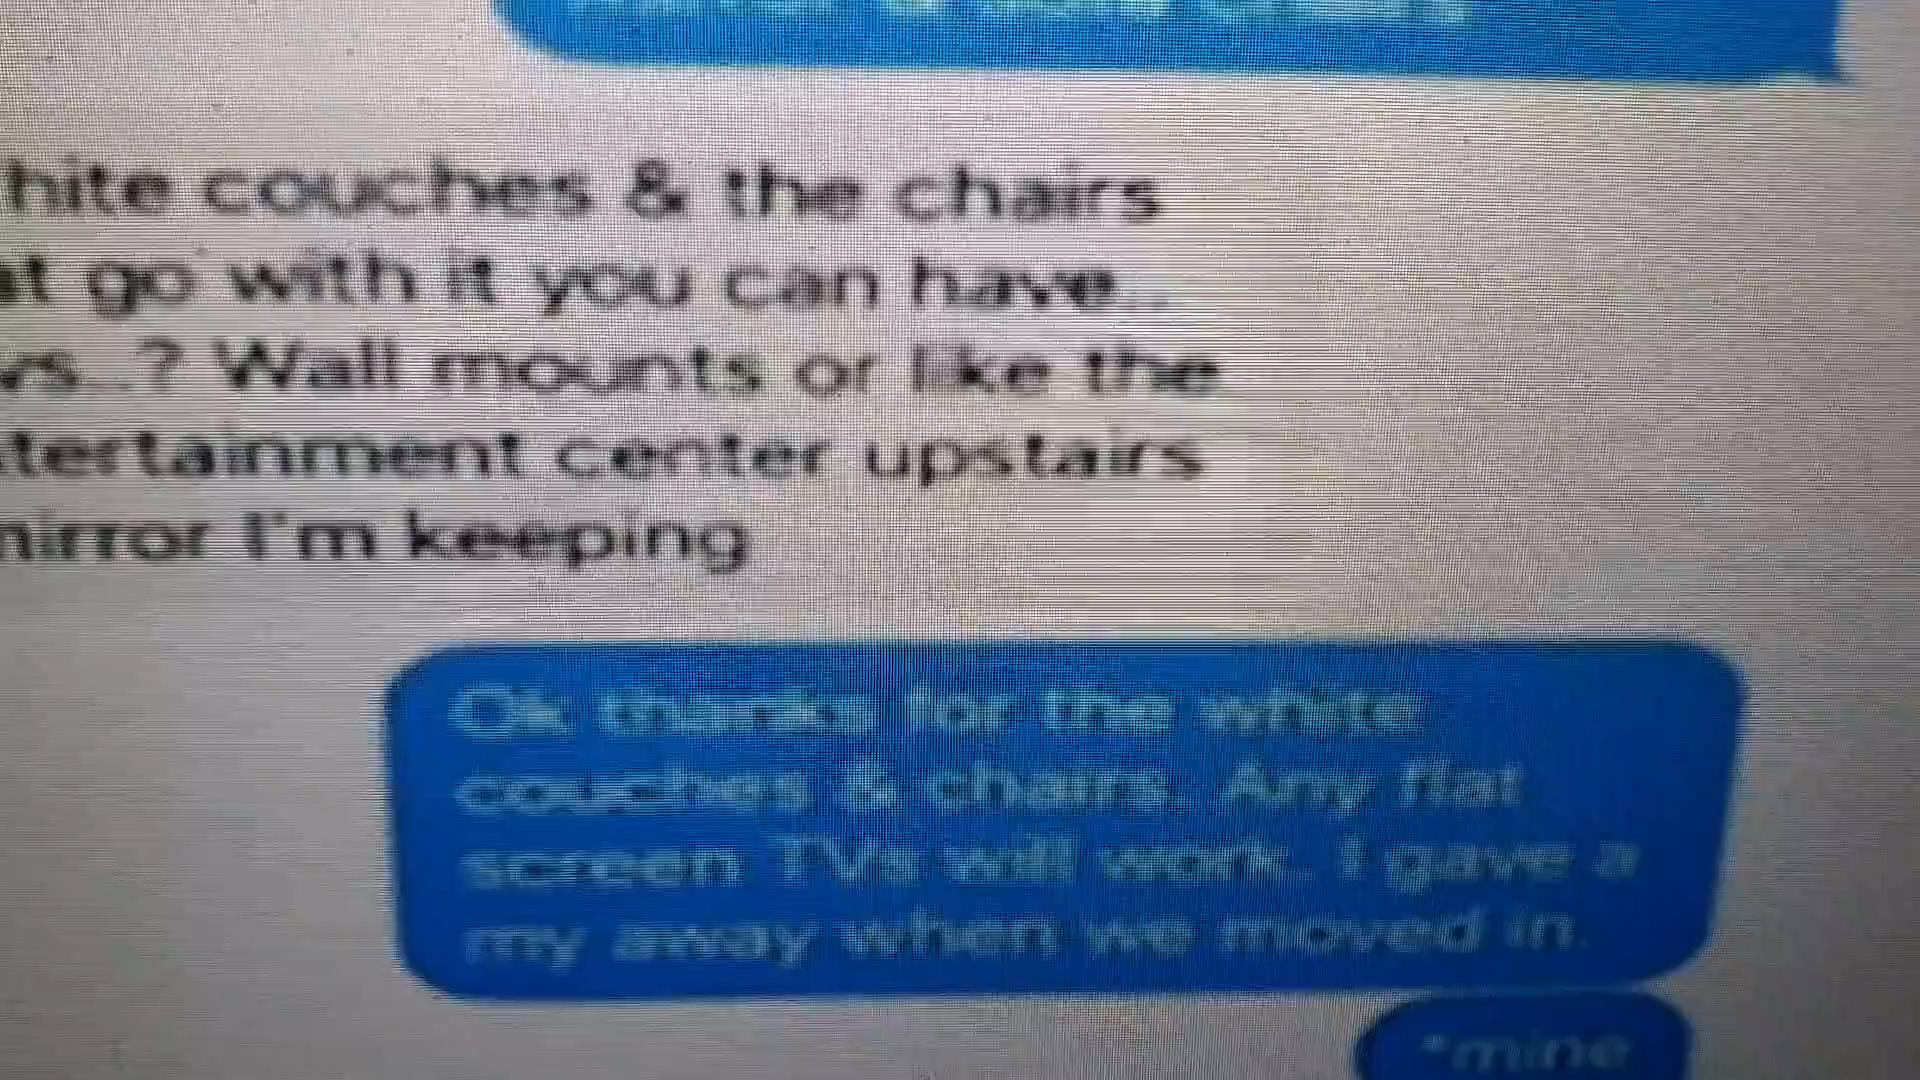 hite couches & the chairs
at go with it you can have...
vs...? Wall mounts or like the
tertainment center upstairs
mirror I'm keeping
Ok thanks for the white
couches & chairs. Any flat
screen TVs will work. I gave a
my away when we moved in.
*mine